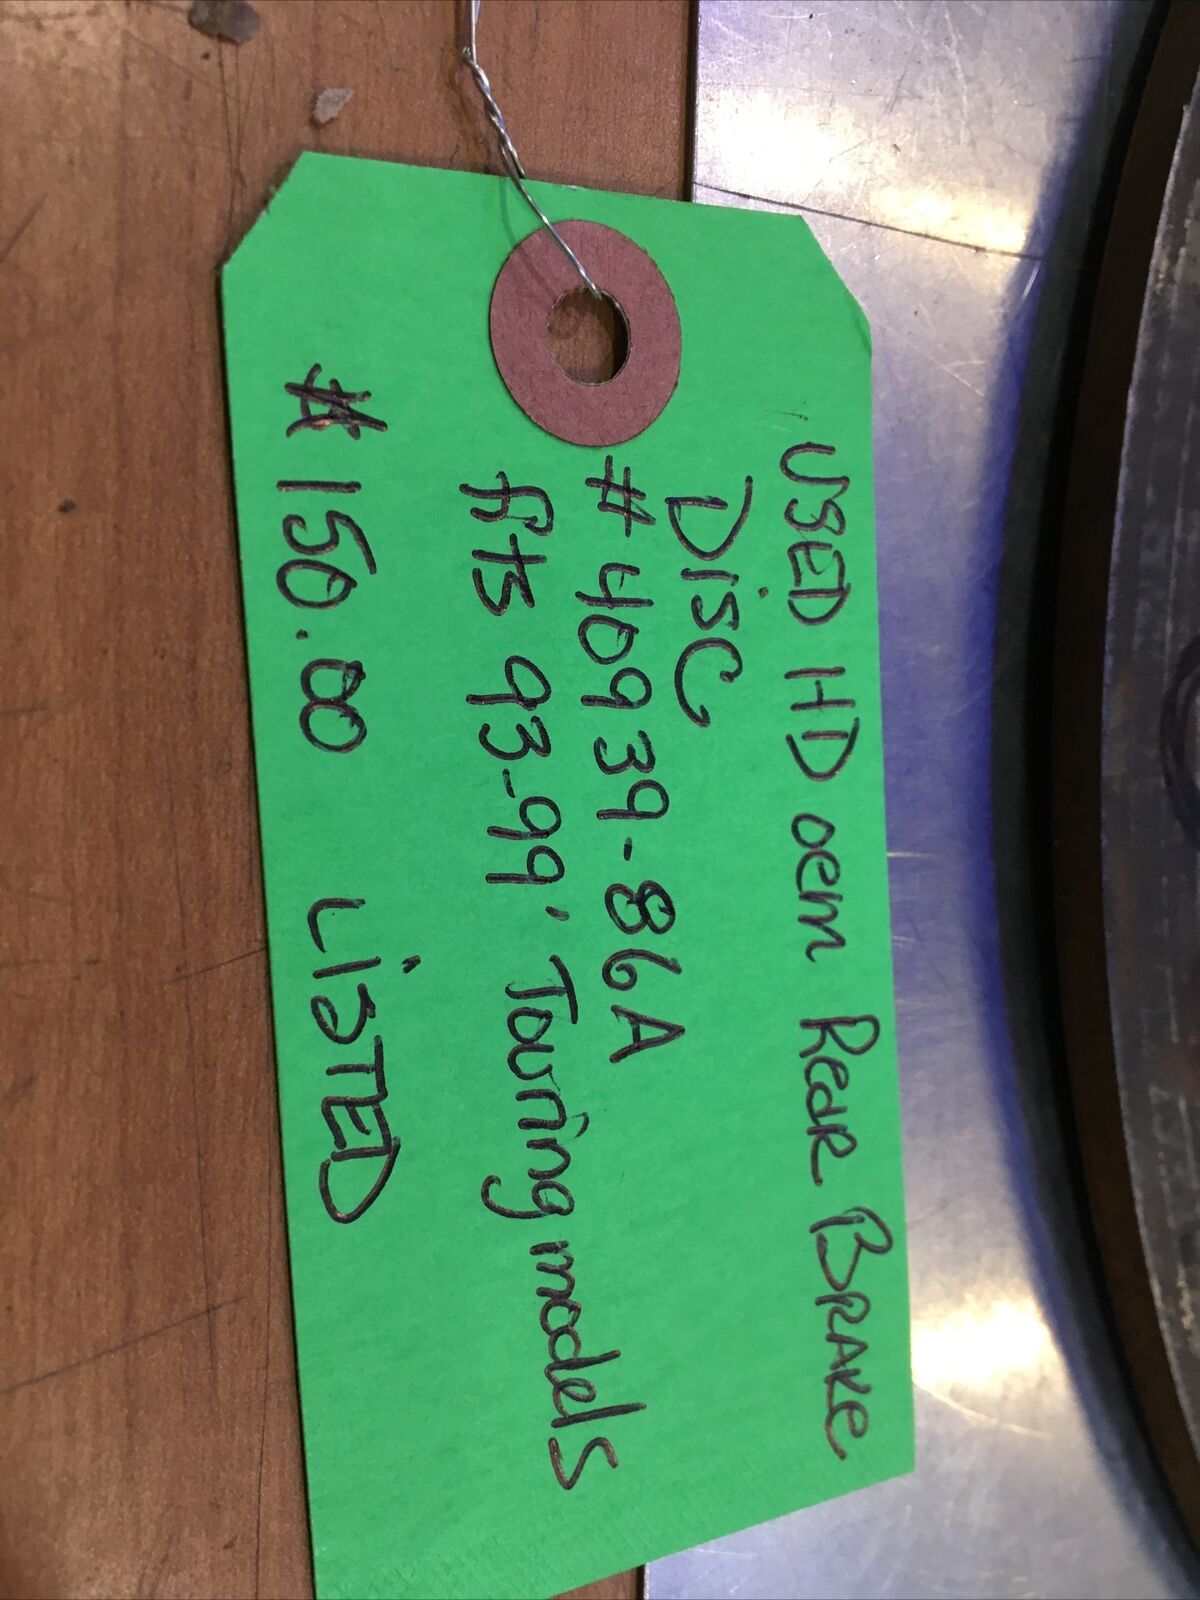 USED HD oem Rear BRAKE
Disc
# 40939-86A
fits 93-99' Touring models
$150.00 LiSTED